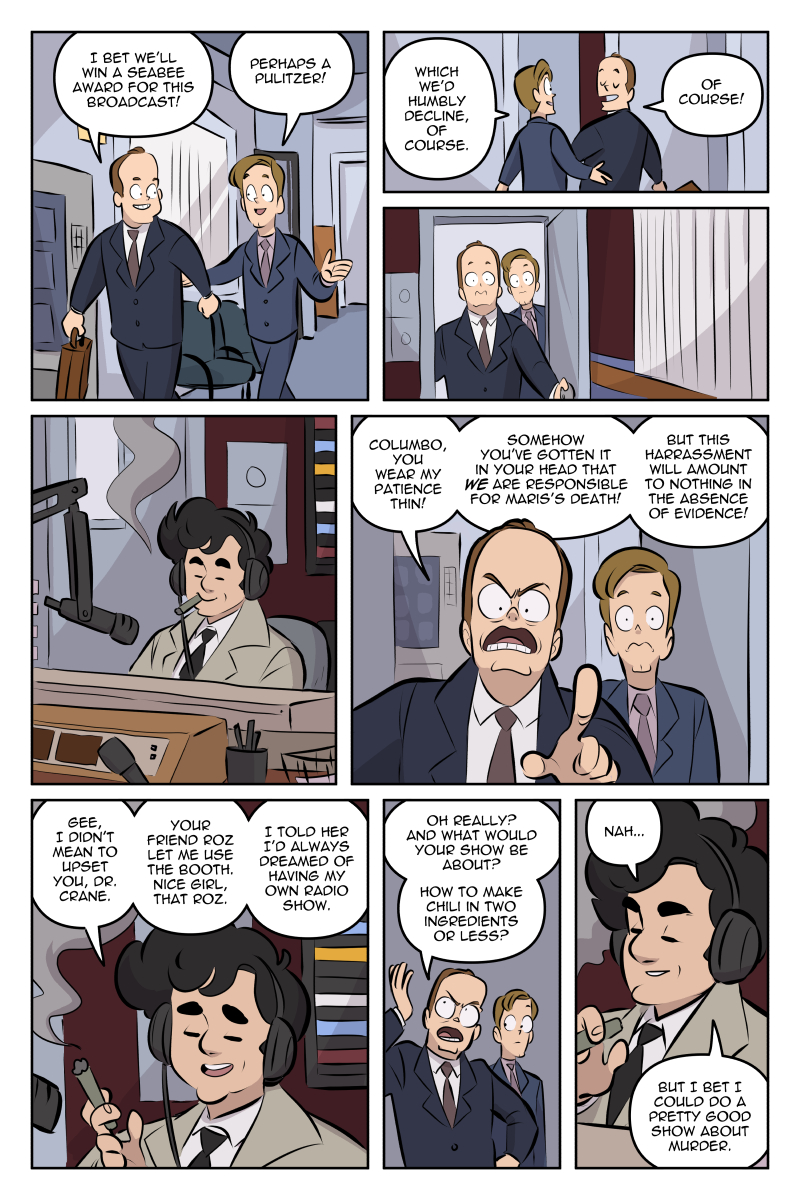 I BET WE'LL
WIN A SEABEE
AWARD FOR THIS
BROADCAST!
PERHAPS A
PULITZER!
WHICH
WE'D
HUMBLY
DECLINE,
OF
COURSE.
OF
COURSE!
COLUMBO,
YOU
WEAR MY
PATIENCE
THIN!
SOMEHOW
YOU'VE GOTTEN IT
IN YOUR HEAD THAT
WE ARE RESPONSIBLE
FOR MARIS'S DEATH!
BUT THIS
HARRASSMENT
WILL AMOUNT
TO NOTHING IN
THE ABSENCE
OF EVIDENCE!
GEE,
I DIDN'T
MEAN TO
UPSET
YOU, DR.
CRANE.
YOUR
FRIEND ROZ
LET ME USE
THE BOOTH.
NICE GIRL,
THAT ROZ.
I TOLD HER
I'D ALWAYS
DREAMED OF
HAVING MY
OWN RADIO
SHOW.
OH REALLY?
AND WHAT WOULD
YOUR SHOW BE
ABOUT?
HOW TO MAKE
CHILI IN TWO
INGREDIENTS
OR LESS?
NAH...
BUT I BET I
COULD DO A
PRETTY GOOD
SHOW ABOUT
MURDER.